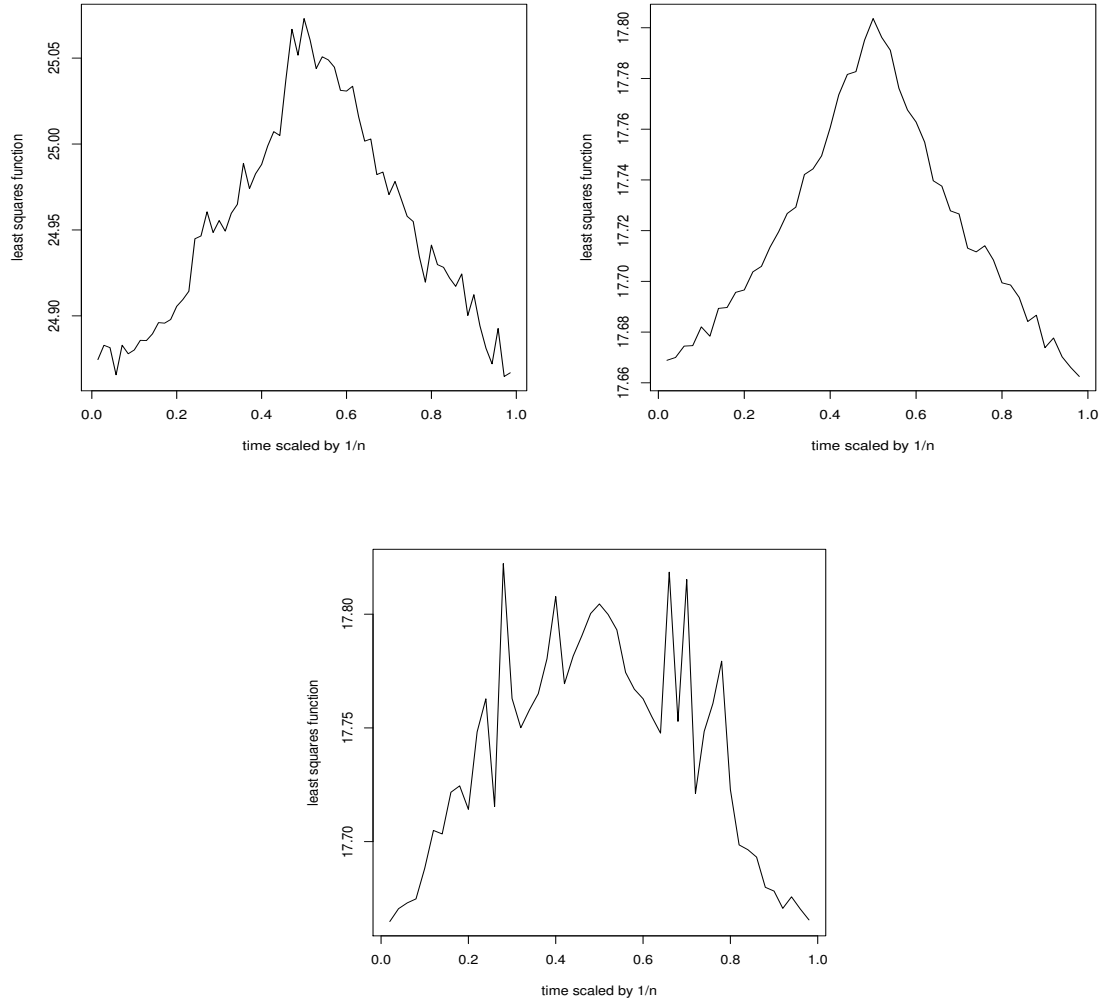 25.05
25.00
24.95
24.90
least squares function
0.0 0.2 0.4 0.6 0.8 1.0
time scaled by 1/n
17.80
17.78
17.76
17.74
17.72
17.70
17.68
17.66
least squares function
0.0 0.2 0.4 0.6 0.8 1.0
time scaled by 1/n
17.80
17.75
17.70
least squares function
0.0 0.2 0.4 0.6 0.8 1.0
time scaled by 1/n